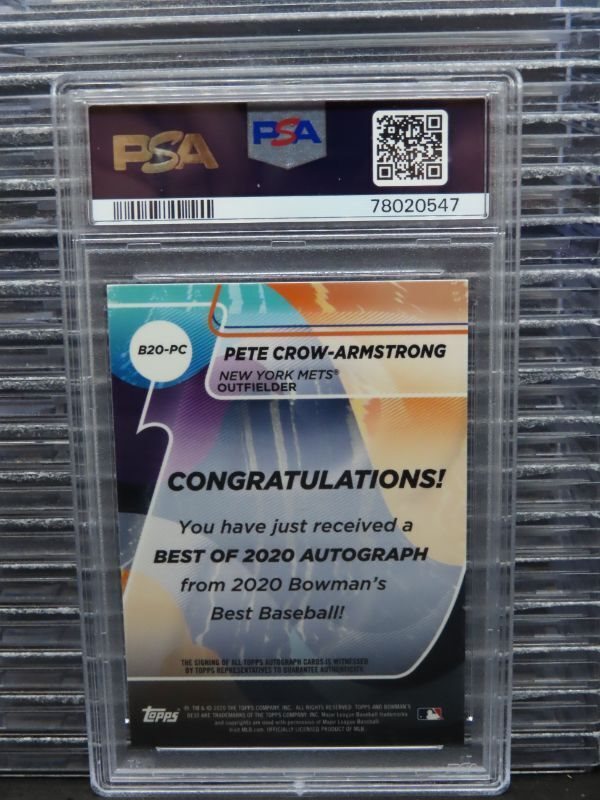 PSA PSA
78020547
B20-PC
PETE CROW-ARMSTRONG
NEW YORK METS®
OUTFIELDER
CONGRATULATIONS!
You have just received a
BEST OF 2020 AUTOGRAPH
from 2020 Bowman's
Best Baseball!
THE SIGNING OF ALL TOPPS AUTOGRAPH CARDS IS WITNESSED
BY TOPPS REPRESENTATIVES TO GUARANTEE AUTHENTICITY.
topps
®, TM & © 2020 THE TOPPS COMPANY, INC. ALL RIGHTS RESERVED. TOPPS AND BOWMAN'S
BEST ARE TRADEMARKS OF THE TOPPS COMPANY, INC. Major League Baseball trademarks
and copyrights are used with permission of Major League Baseball.
Visit MLB.com. OFFICIALLY LICENSED PRODUCT OF MLB.